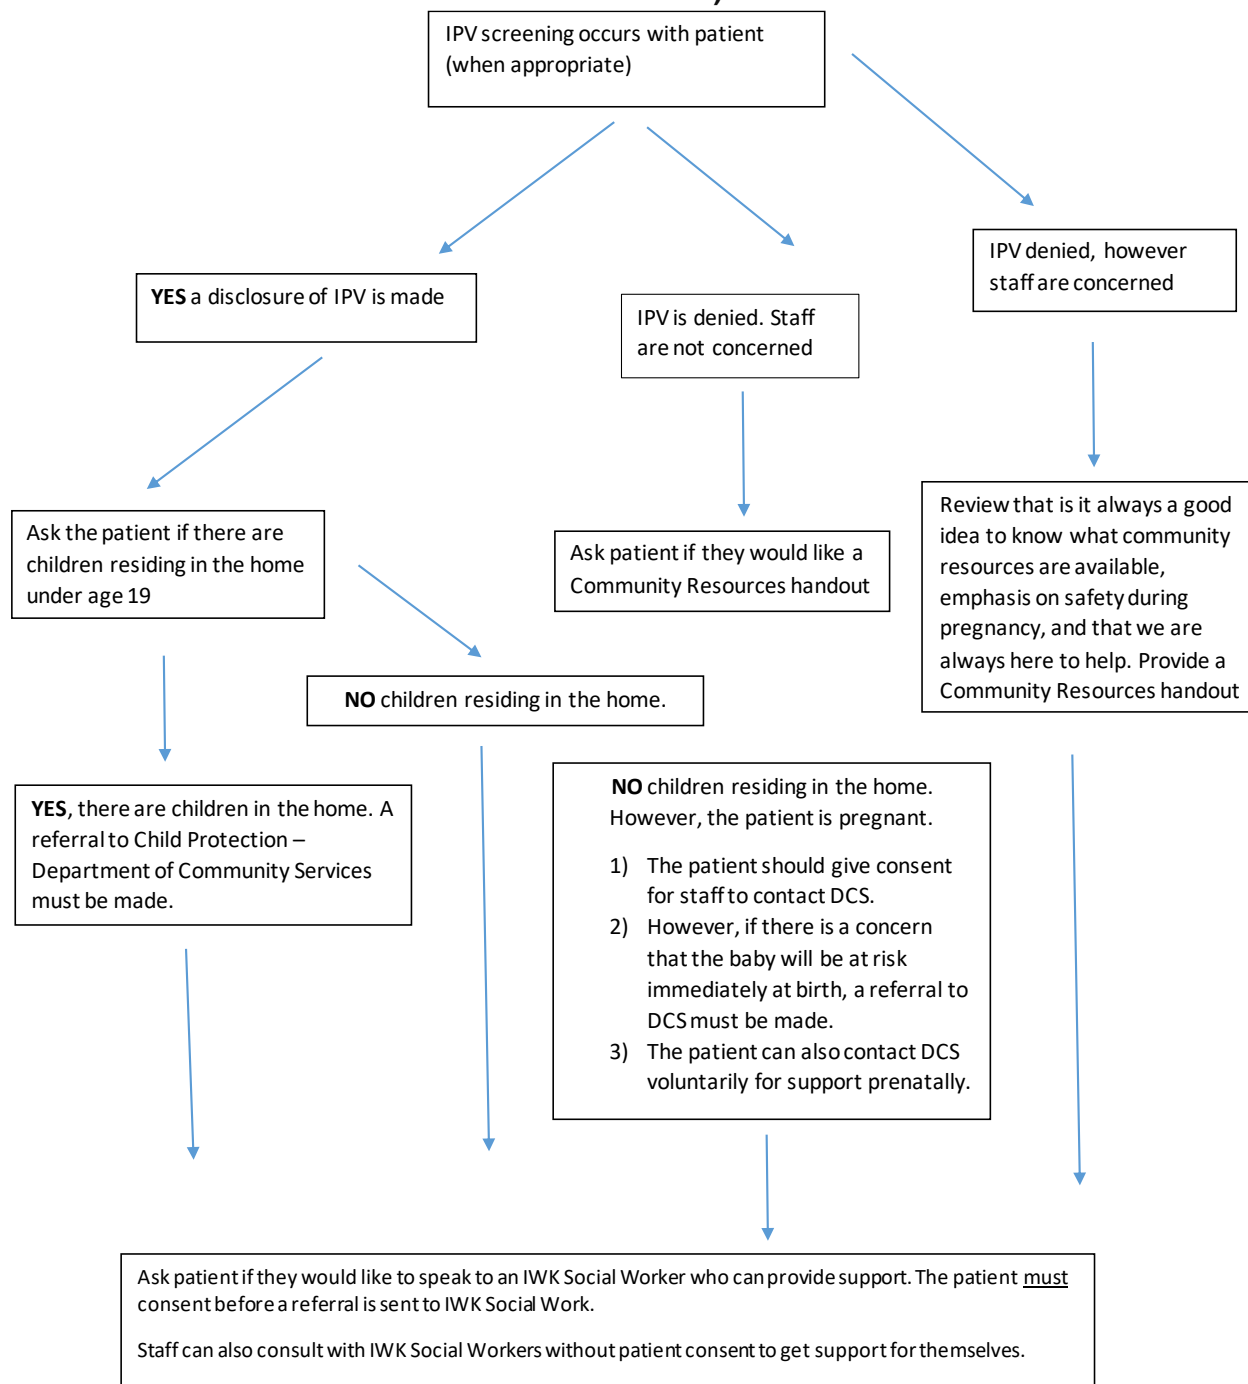 IPV screening occurs with patient
(when appropriate)
IPV denied, however
staff are concerned
YES a disclosure of IPV is made
IPV is denied. Staff
are not concerned
Ask the patient if there are
children residing in the home
under age 19
Ask patient if they would like a
Community Resources handout
Review that is it always a good
idea to know what community
resources are available,
emphasis on safety during
pregnancy, and that we are
always here to help. Provide a
Community Resources handout
NO children residing in the home.
YES, there are children in the home. A
referral to Child Protection –
Department of Community Services
must be made.
NO children residing in the home.
However, the patient is pregnant.
1) The patient should give consent
for staff to contact DCS.
2) However, if there is a concern
that the baby will be at risk
immediately at birth, a referral to
DCS must be made.
3) The patient can also contact DCS
voluntarily for support prenatally.
Ask patient if they would like to speak to an IWK Social Worker who can provide support. The patient must
consent before a referral is sent to IWK Social Work.
Staff can also consult with IWK Social Workers without patient consent to get support for themselves.